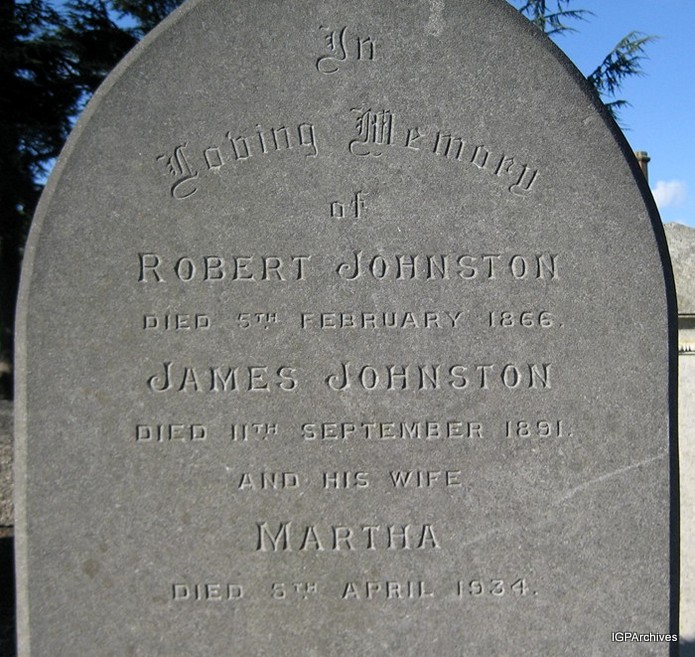 In
Loving Memory
of
ROBERT JOHNSTON
DIED 5TH FEBRUARY 1866.
JAMES JOHNSTON
DIED 11TH SEPTEMBER 1891.
AND HIS WIFE
MARTHA
DIED 5TH APRIL 1934.
IGPArchives